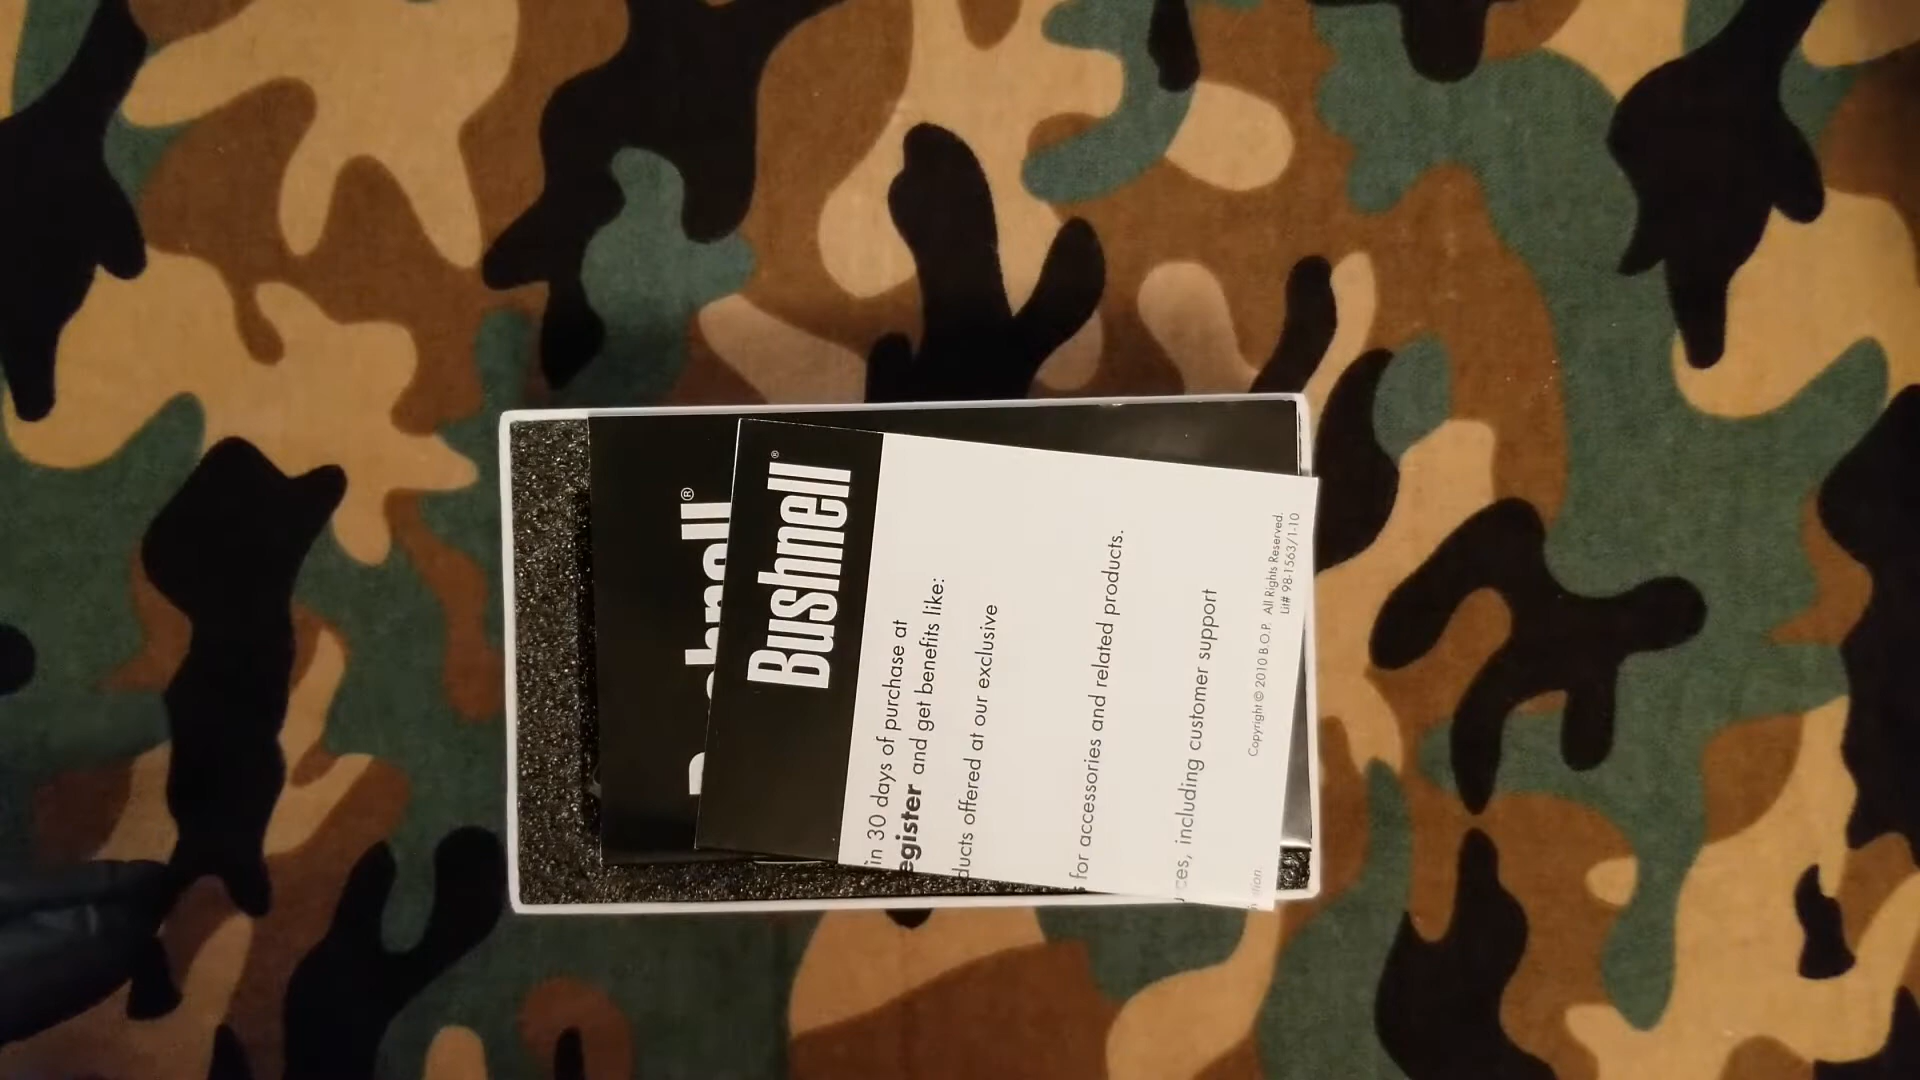 Bushnell®
®
in 30 days of purchase at
egister and get benefits like:
ducts offered at our exclusive
for accessories and related products.
ces, including customer support
Copyright © 2010 B.O.P. All Rights Reserved.
Lit# 98-1563/1-10